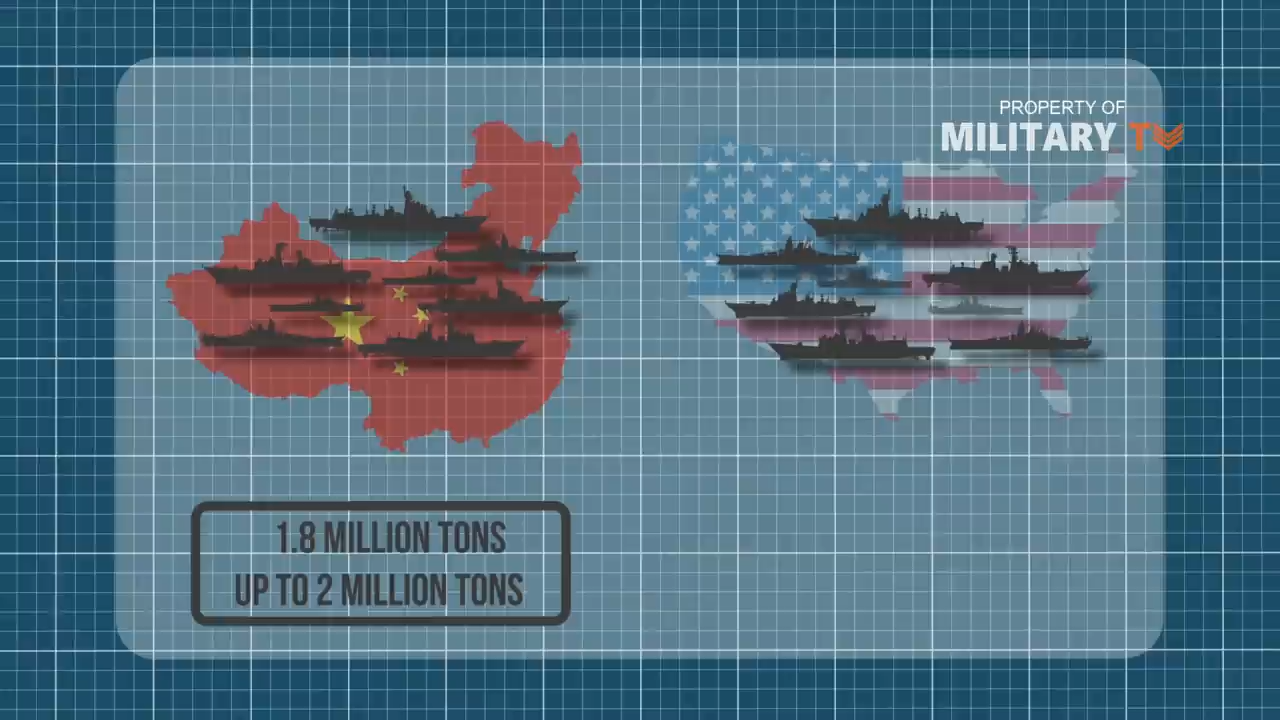 PROPERTY OF
MILITARY TV
1.8 MILLION TONS
UP TO 2 MILLION TONS